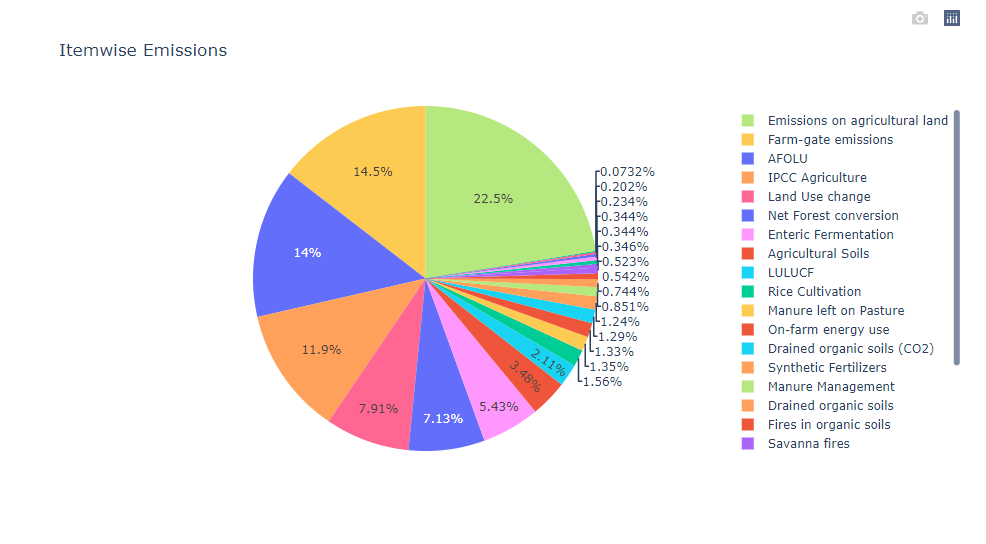 Itemwise Emissions
14.5%
22.5%
14%
11.9%
7.91%
7.13%
5.43%
3.48%
2.11%
0.0732%
0.202%
0.234%
0.344%
0.344%
0.346%
0.523%
0.542%
0.744%
0.851%
1.24%
1.29%
1.33%
1.35%
1.56%
Emissions on agricultural land
Farm-gate emissions
AFOLU
IPCC Agriculture
Land Use change
Net Forest conversion
Enteric Fermentation
Agricultural Soils
LULUCF
Rice Cultivation
Manure left on Pasture
On-farm energy use
Drained organic soils (CO2)
Synthetic Fertilizers
Manure Management
Drained organic soils
Fires in organic soils
Savanna fires